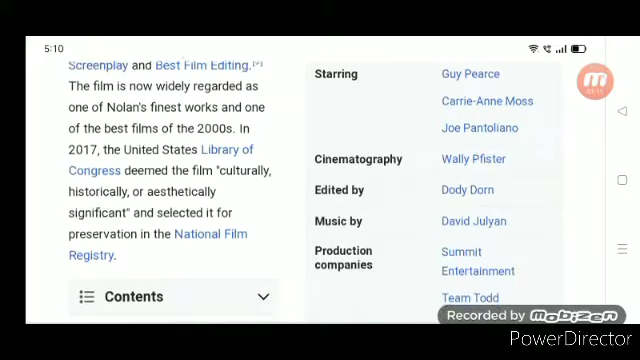 5:10
Screenplay and Best Film Editing.
The film is now widely regarded as
one of Nolan's finest works and one
of the best films of the 2000s. In
2017, the United States Library of
Congress deemed the film "culturally,
historically, or aesthetically
significant" and selected it for
preservation in the National Film
Registry.
Contents
Starring
Guy Pearce
Carrie-Anne Moss
Joe Pantoliano
Cinematography
Wally Pfister
Edited by
Dody Dorn
Music by
David Julyan
Production
companies
Summit
Entertainment
Team Todd
Recorded by Mobizen
PowerDirector